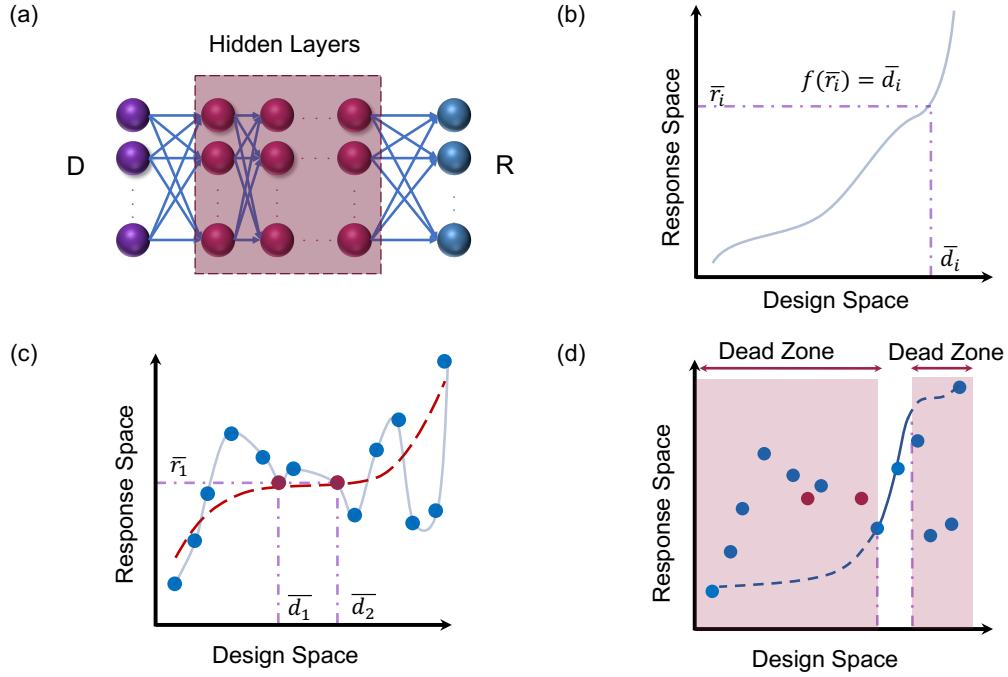 (a)
Hidden Layers
D
R
(b)
Response Space
r̅ᵢ
f(r̅ᵢ) = d̅ᵢ
d̅ᵢ
Design Space
(c)
Response Space
r̅₁
d̅₁
d̅₂
Design Space
(d)
Dead Zone
Dead Zone
Response Space
Design Space